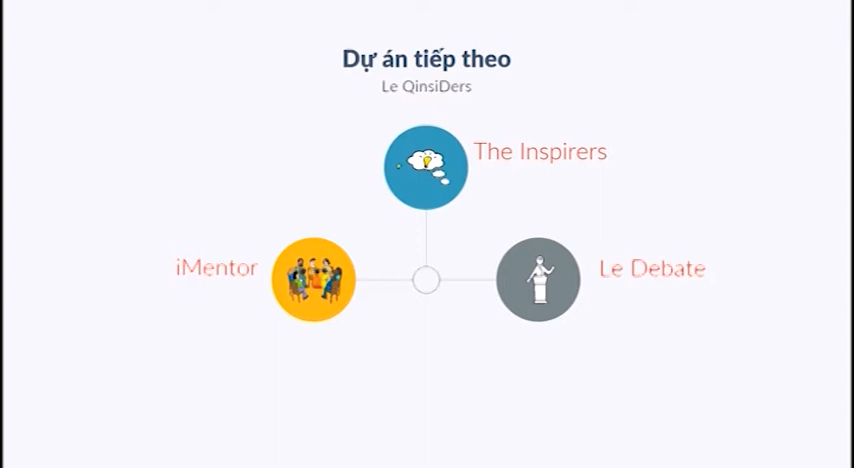 Dự án tiếp theo
Le QinsiDers
The Inspirers
iMentor
Le Debate